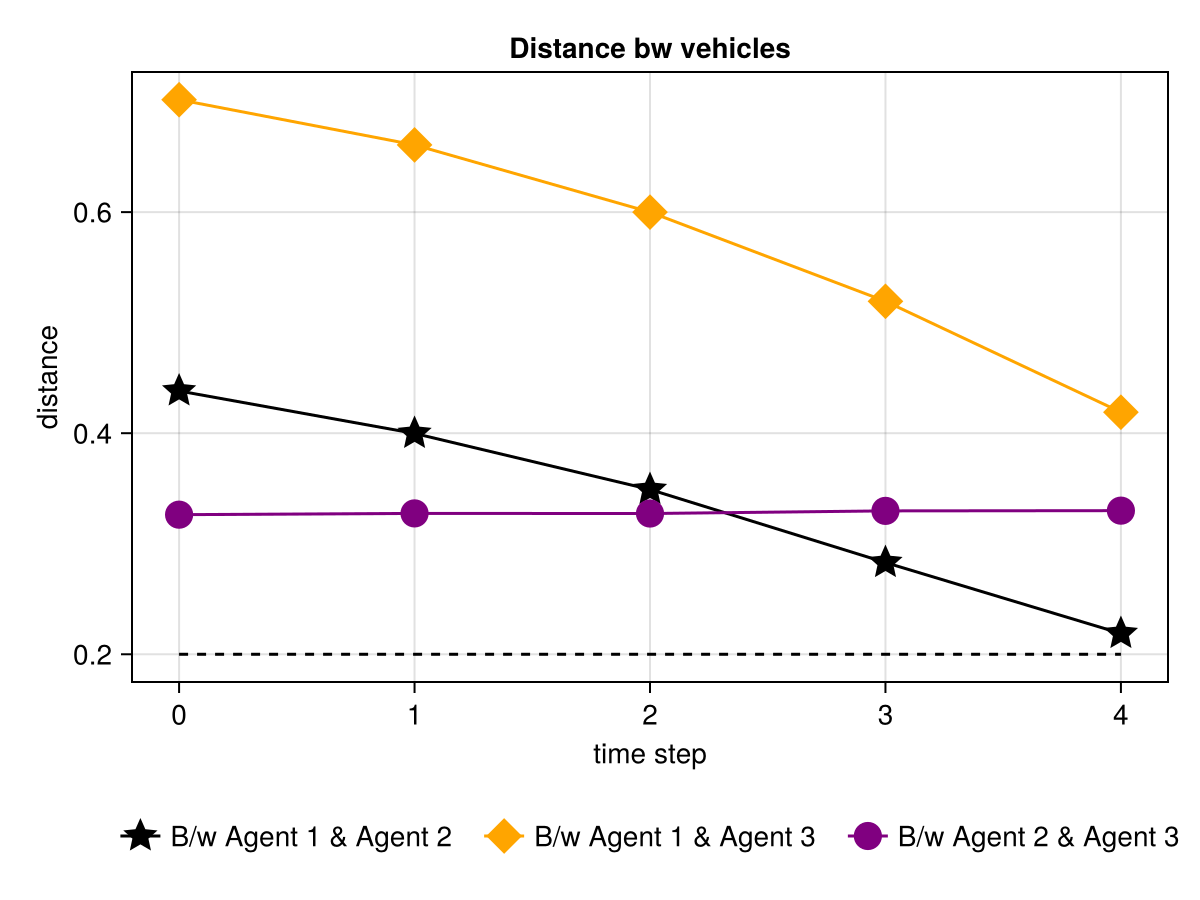 Distance bw vehicles
distance
0.6
0.4
0.2
0 1 2 3 4
time step
B/w Agent 1 & Agent 2 B/w Agent 1 & Agent 3 B/w Agent 2 & Agent 3